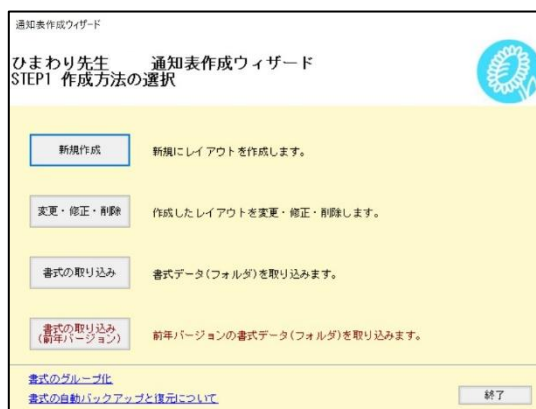 通知表作成ウィザード
ひまわり先生　　通知表作成ウィザード
STEP1 作成方法の選択
新規作成　新規にレイアウトを作成します。
変更・修正・削除　作成したレイアウトを変更・修正・削除します。
書式の取り込み　書式データ(フォルダ)を取り込みます。
書式の取り込み
(前年バージョン)　前年バージョンの書式データ(フォルダ)を取り込みます。
書式のグループ化
書式の自動バックアップと復元について　終了